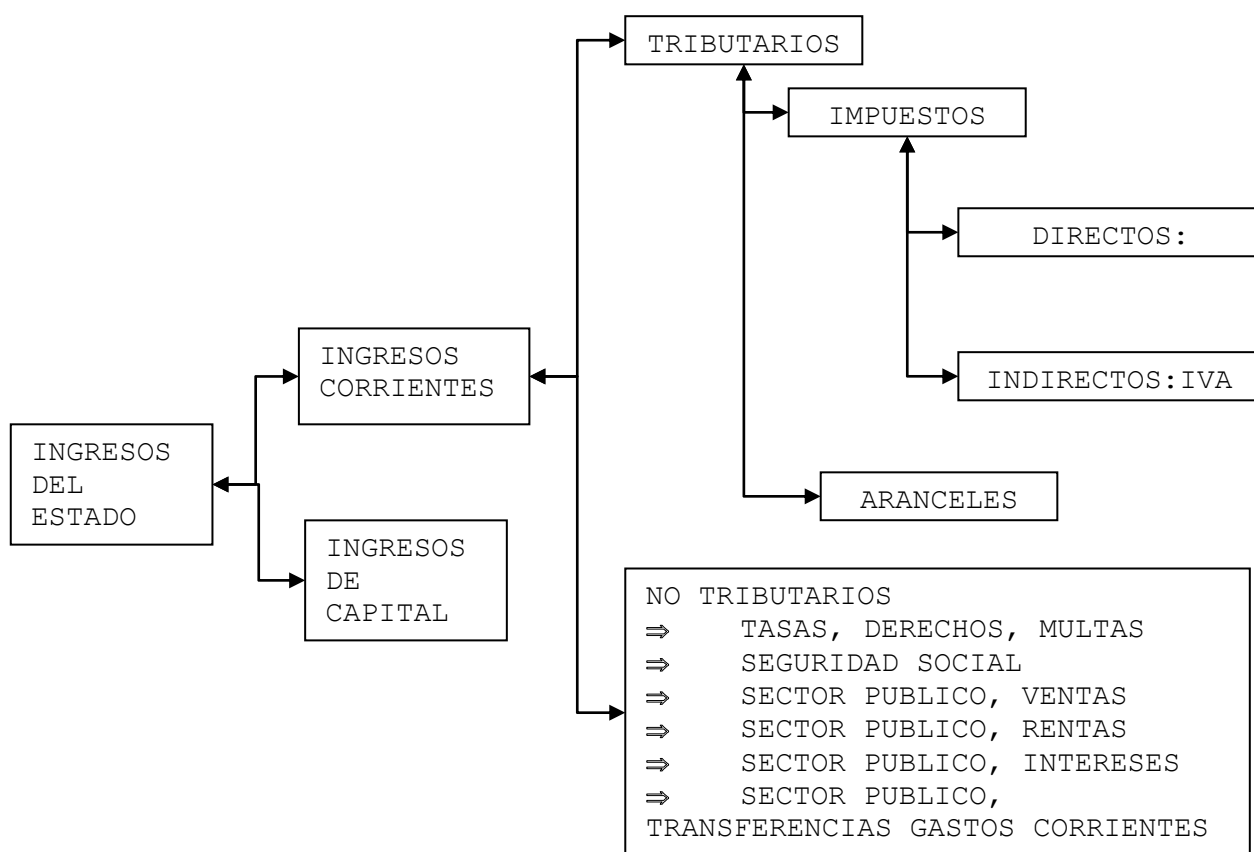 TRIBUTARIOS
IMPUESTOS
DIRECTOS:
INDIRECTOS:IVA
ARANCELES
INGRESOS
CORRIENTES
INGRESOS
DEL
ESTADO
INGRESOS
DE
CAPITAL
NO TRIBUTARIOS
⇒ TASAS, DERECHOS, MULTAS
⇒ SEGURIDAD SOCIAL
⇒ SECTOR PUBLICO, VENTAS
⇒ SECTOR PUBLICO, RENTAS
⇒ SECTOR PUBLICO, INTERESES
⇒ SECTOR PUBLICO,
TRANSFERENCIAS GASTOS CORRIENTES